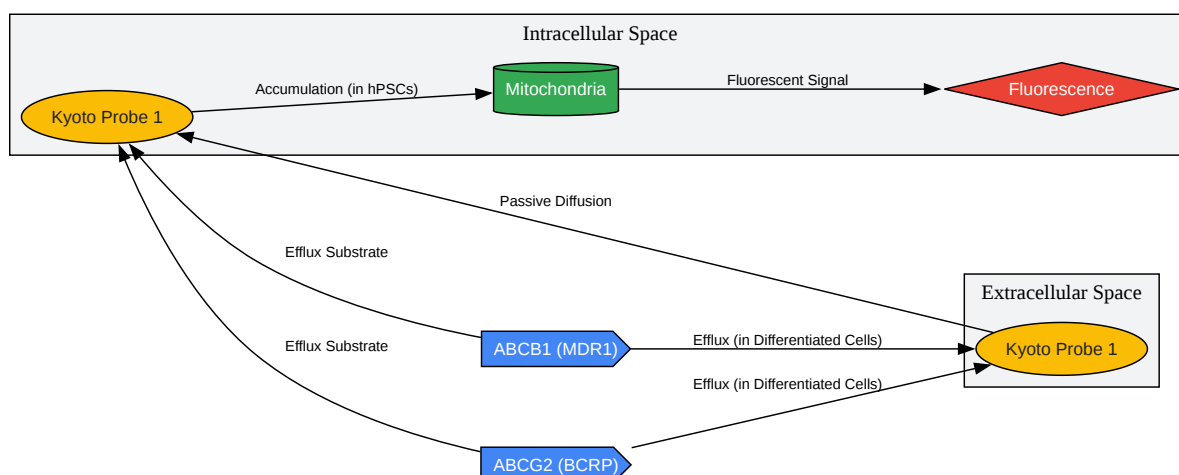 Intracellular Space
Accumulation (in hPSCs)
Mitochondria
Fluorescent Signal
Fluorescence
Kyoto Probe 1
Passive Diffusion
Efflux Substrate
Extracellular Space
ABCB1 (MDR1)
Efflux (in Differentiated Cells)
Kyoto Probe 1
Efflux Substrate
Efflux (in Differentiated Cells)
ABCG2 (BCRP)